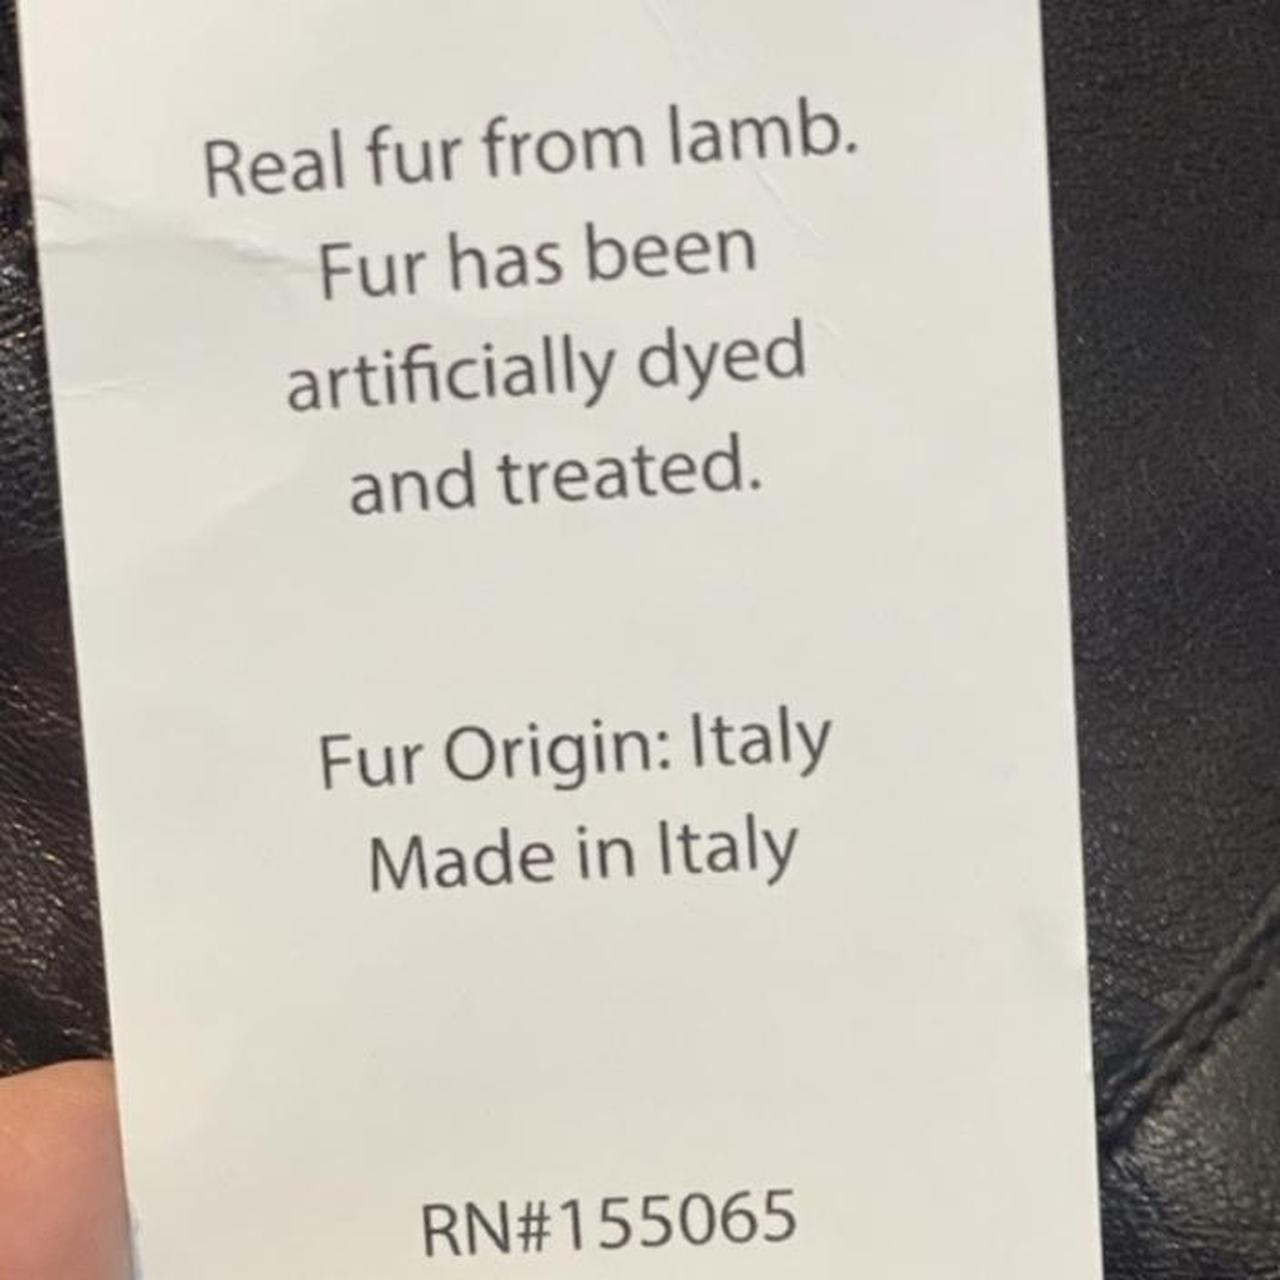 Real fur from lamb.
Fur has been
artificially dyed
and treated.
Fur Origin: Italy
Made in Italy
RN#155065